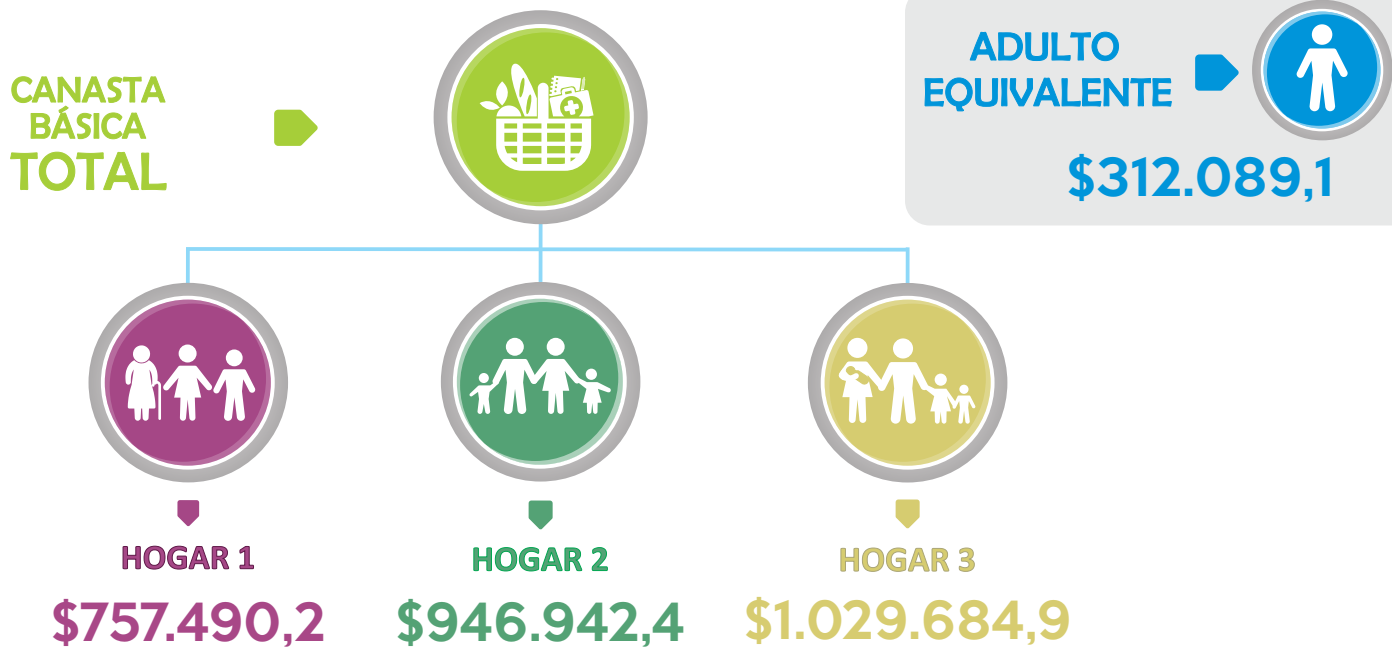 CANASTA
BÁSICA
TOTAL
ADULTO
EQUIVALENTE
$312.089,1
HOGAR 1
$757.490,2
HOGAR 2
$946.942,4
HOGAR 3
$1.029.684,9